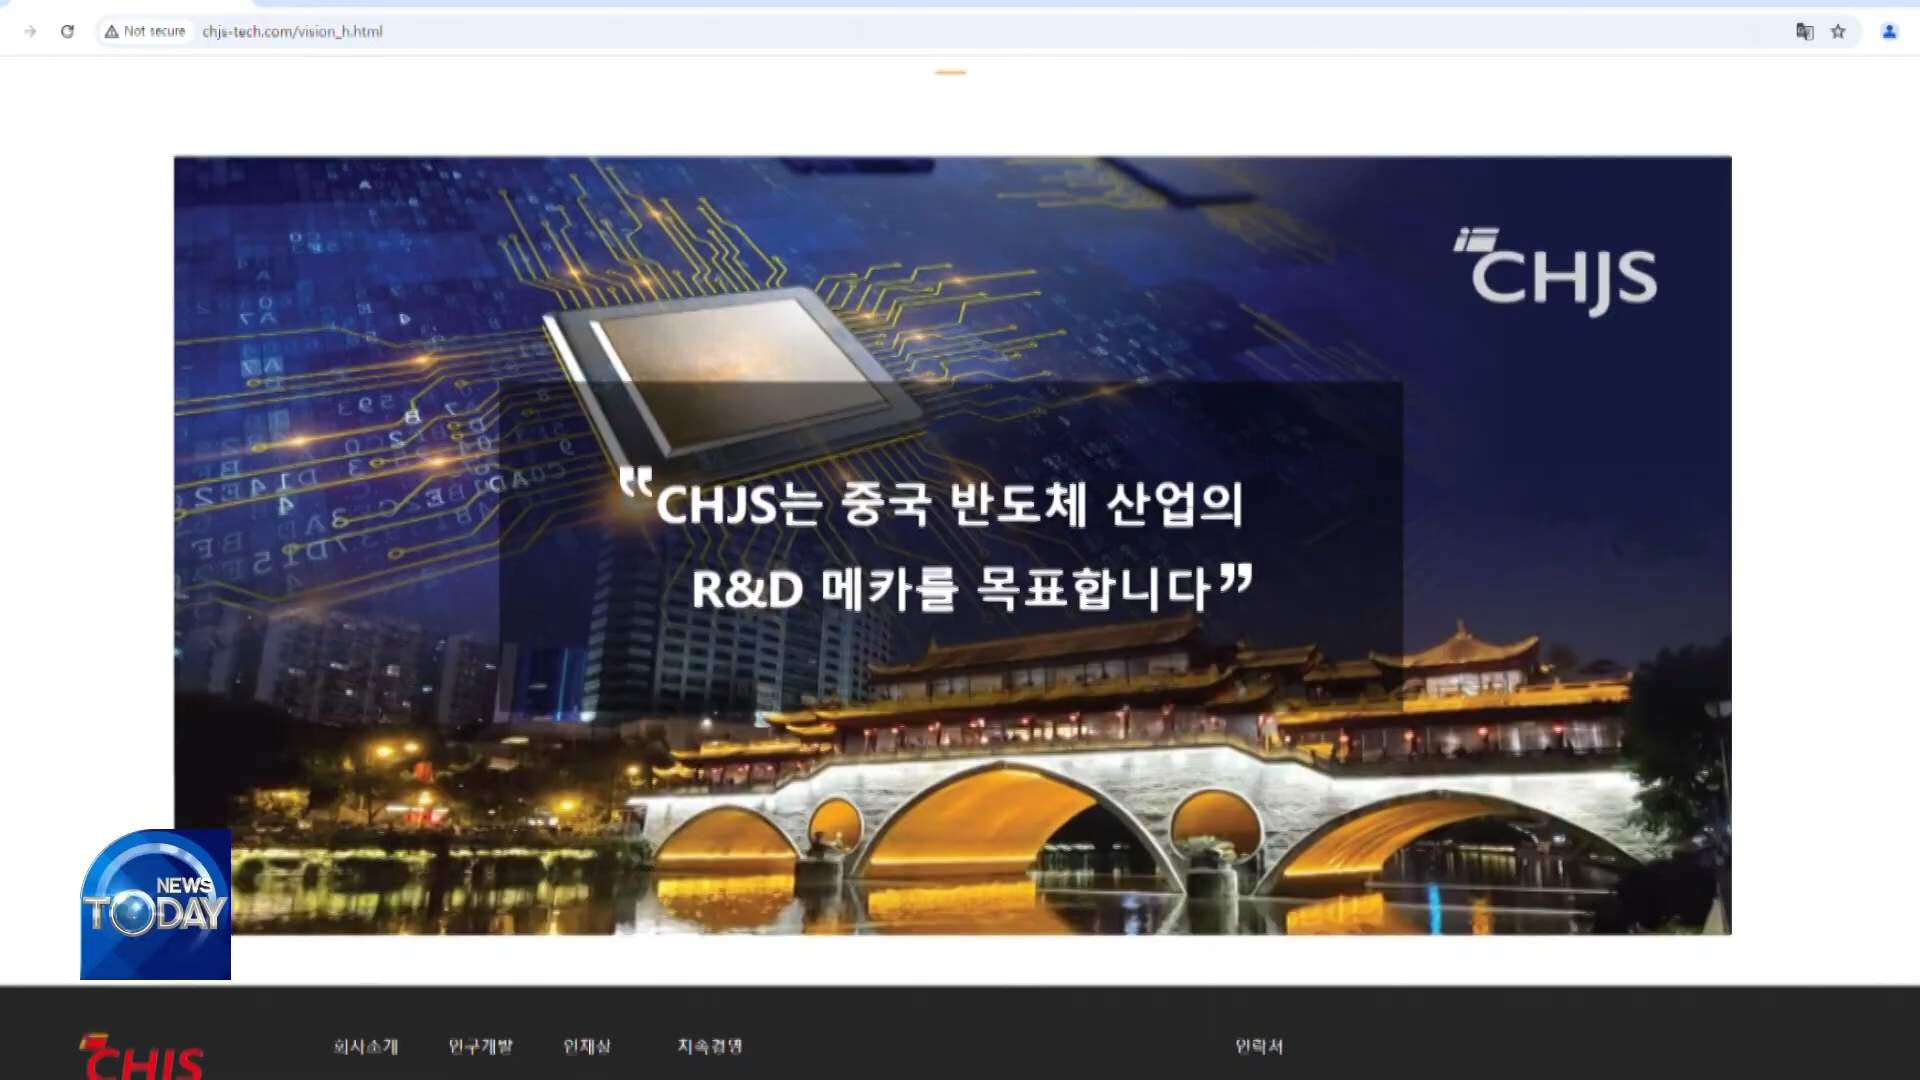 Not secure
chjs-tech.com/vision_h.html
CHJS
“CHJS는 중국 반도체 산업의
R&D 메카를 목표합니다”
NEWS
TODAY
CHJS
회사소개 연구개발 인재상 지속경영 연락처